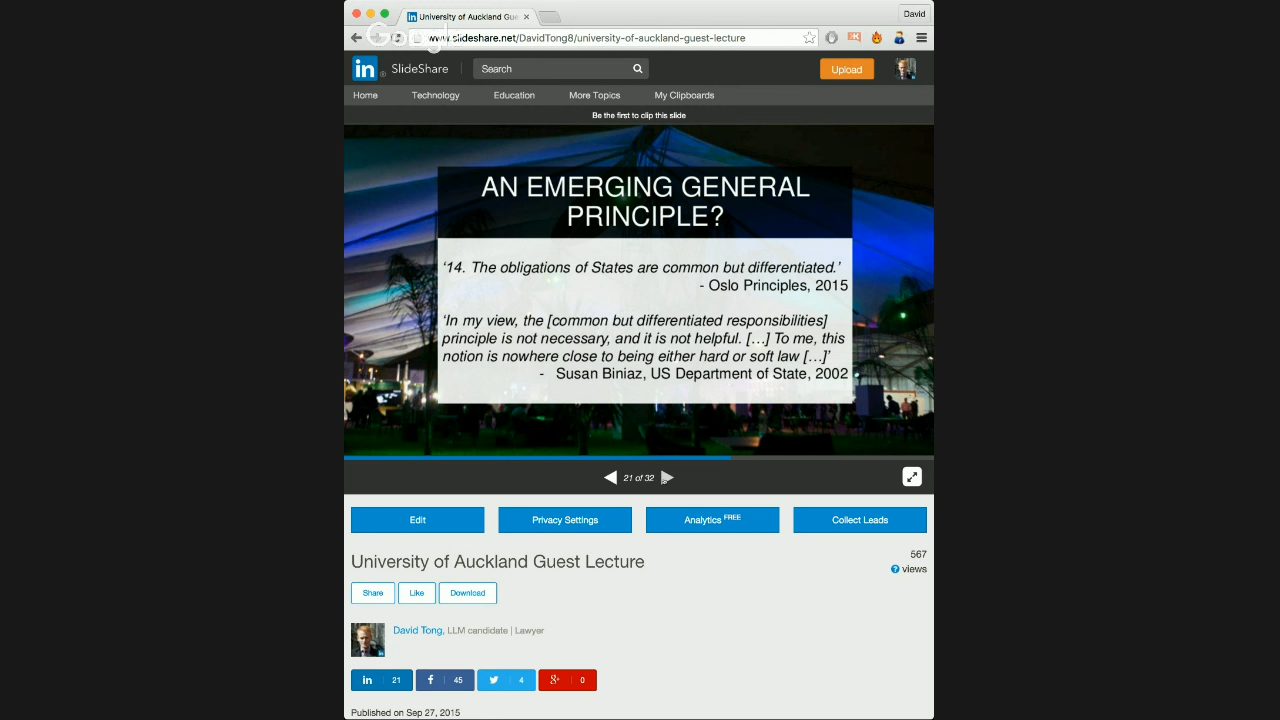 University of Auckland Gue
David
Google
www.slideshare.net/DavidTong8/university-of-auckland-guest-lecture
in SlideShare
Search
Upload
Home Technology Education More Topics My Clipboards
Be the first to clip this slide
AN EMERGING GENERAL
PRINCIPLE?
‘14. The obligations of States are common but differentiated.’
- Oslo Principles, 2015
‘In my view, the [common but differentiated responsibilities]
principle is not necessary, and it is not helpful. […] To me, this
notion is nowhere close to being either hard or soft law […]’
- Susan Biniaz, US Department of State, 2002
21 of 32
Edit Privacy Settings Analytics FREE Collect Leads
University of Auckland Guest Lecture
567
views
Share Like Download
David Tong, LLM candidate | Lawyer
in 21 f 45 4 g+ 0
Published on Sep 27, 2015